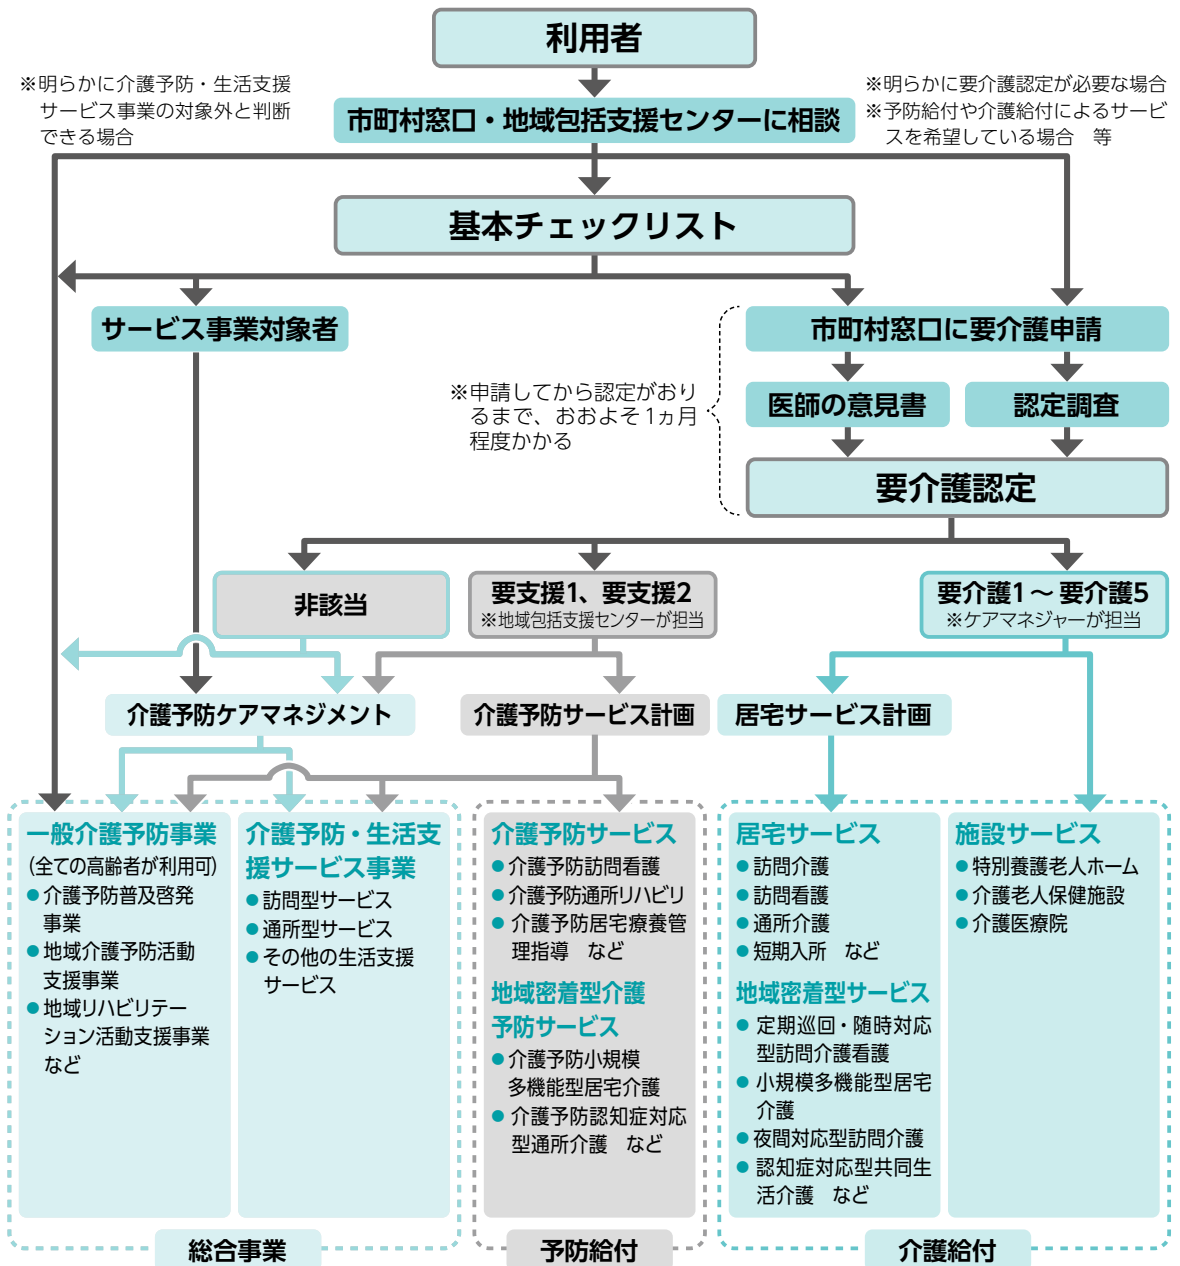 利用者
※明らかに介護予防・生活支援
サービス事業の対象外と判断
できる場合
※明らかに要介護認定が必要な場合
※予防給付や介護給付によるサービ
スを希望している場合　等
市町村窓口・地域包括支援センターに相談
基本チェックリスト
サービス事業対象者
市町村窓口に要介護申請
※申請してから認定がおり
るまで、おおよそ1ヵ月
程度かかる
医師の意見書
認定調査
要介護認定
非該当
要支援1、要支援2
※地域包括支援センターが担当
要介護1～要介護5
※ケアマネジャーが担当
介護予防ケアマネジメント
介護予防サービス計画
居宅サービス計画
一般介護予防事業
(全ての高齢者が利用可)
●介護予防普及啓発
事業
●地域介護予防活動
支援事業
●地域リハビリテー
ション活動支援事業
など
介護予防・生活支
援サービス事業
●訪問型サービス
●通所型サービス
●その他の生活支援
サービス
総合事業
介護予防サービス
●介護予防訪問看護
●介護予防通所リハビリ
●介護予防居宅療養管
理指導　など
地域密着型介護
予防サービス
●介護予防小規模
多機能型居宅介護
●介護予防認知症対応
型通所介護　など
予防給付
居宅サービス
●訪問介護
●訪問看護
●通所介護
●短期入所　など
地域密着型サービス
●定期巡回・随時対応
型訪問介護看護
●小規模多機能型居宅
介護
●夜間対応型訪問介護
●認知症対応型共同生
活介護　など
施設サービス
●特別養護老人ホーム
●介護老人保健施設
●介護医療院
介護給付